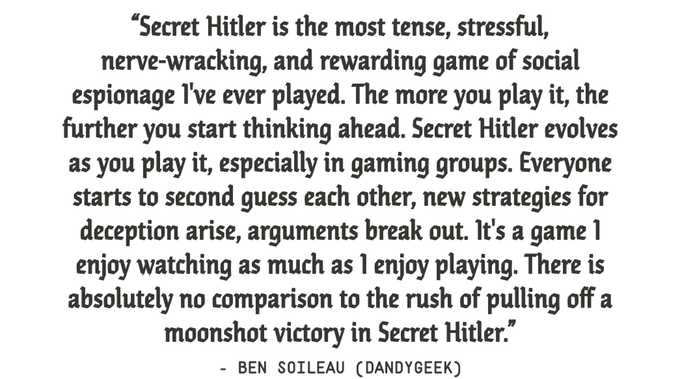 “Secret Hitler is the most tense, stressful,
nerve-wracking, and rewarding game of social
espionage I've ever played. The more you play it, the
further you start thinking ahead. Secret Hitler evolves
as you play it, especially in gaming groups. Everyone
starts to second guess each other, new strategies for
deception arise, arguments break out. It's a game I
enjoy watching as much as I enjoy playing. There is
absolutely no comparison to the rush of pulling off a
moonshot victory in Secret Hitler.”
- BEN SOILEAU (DANDYGEEK)